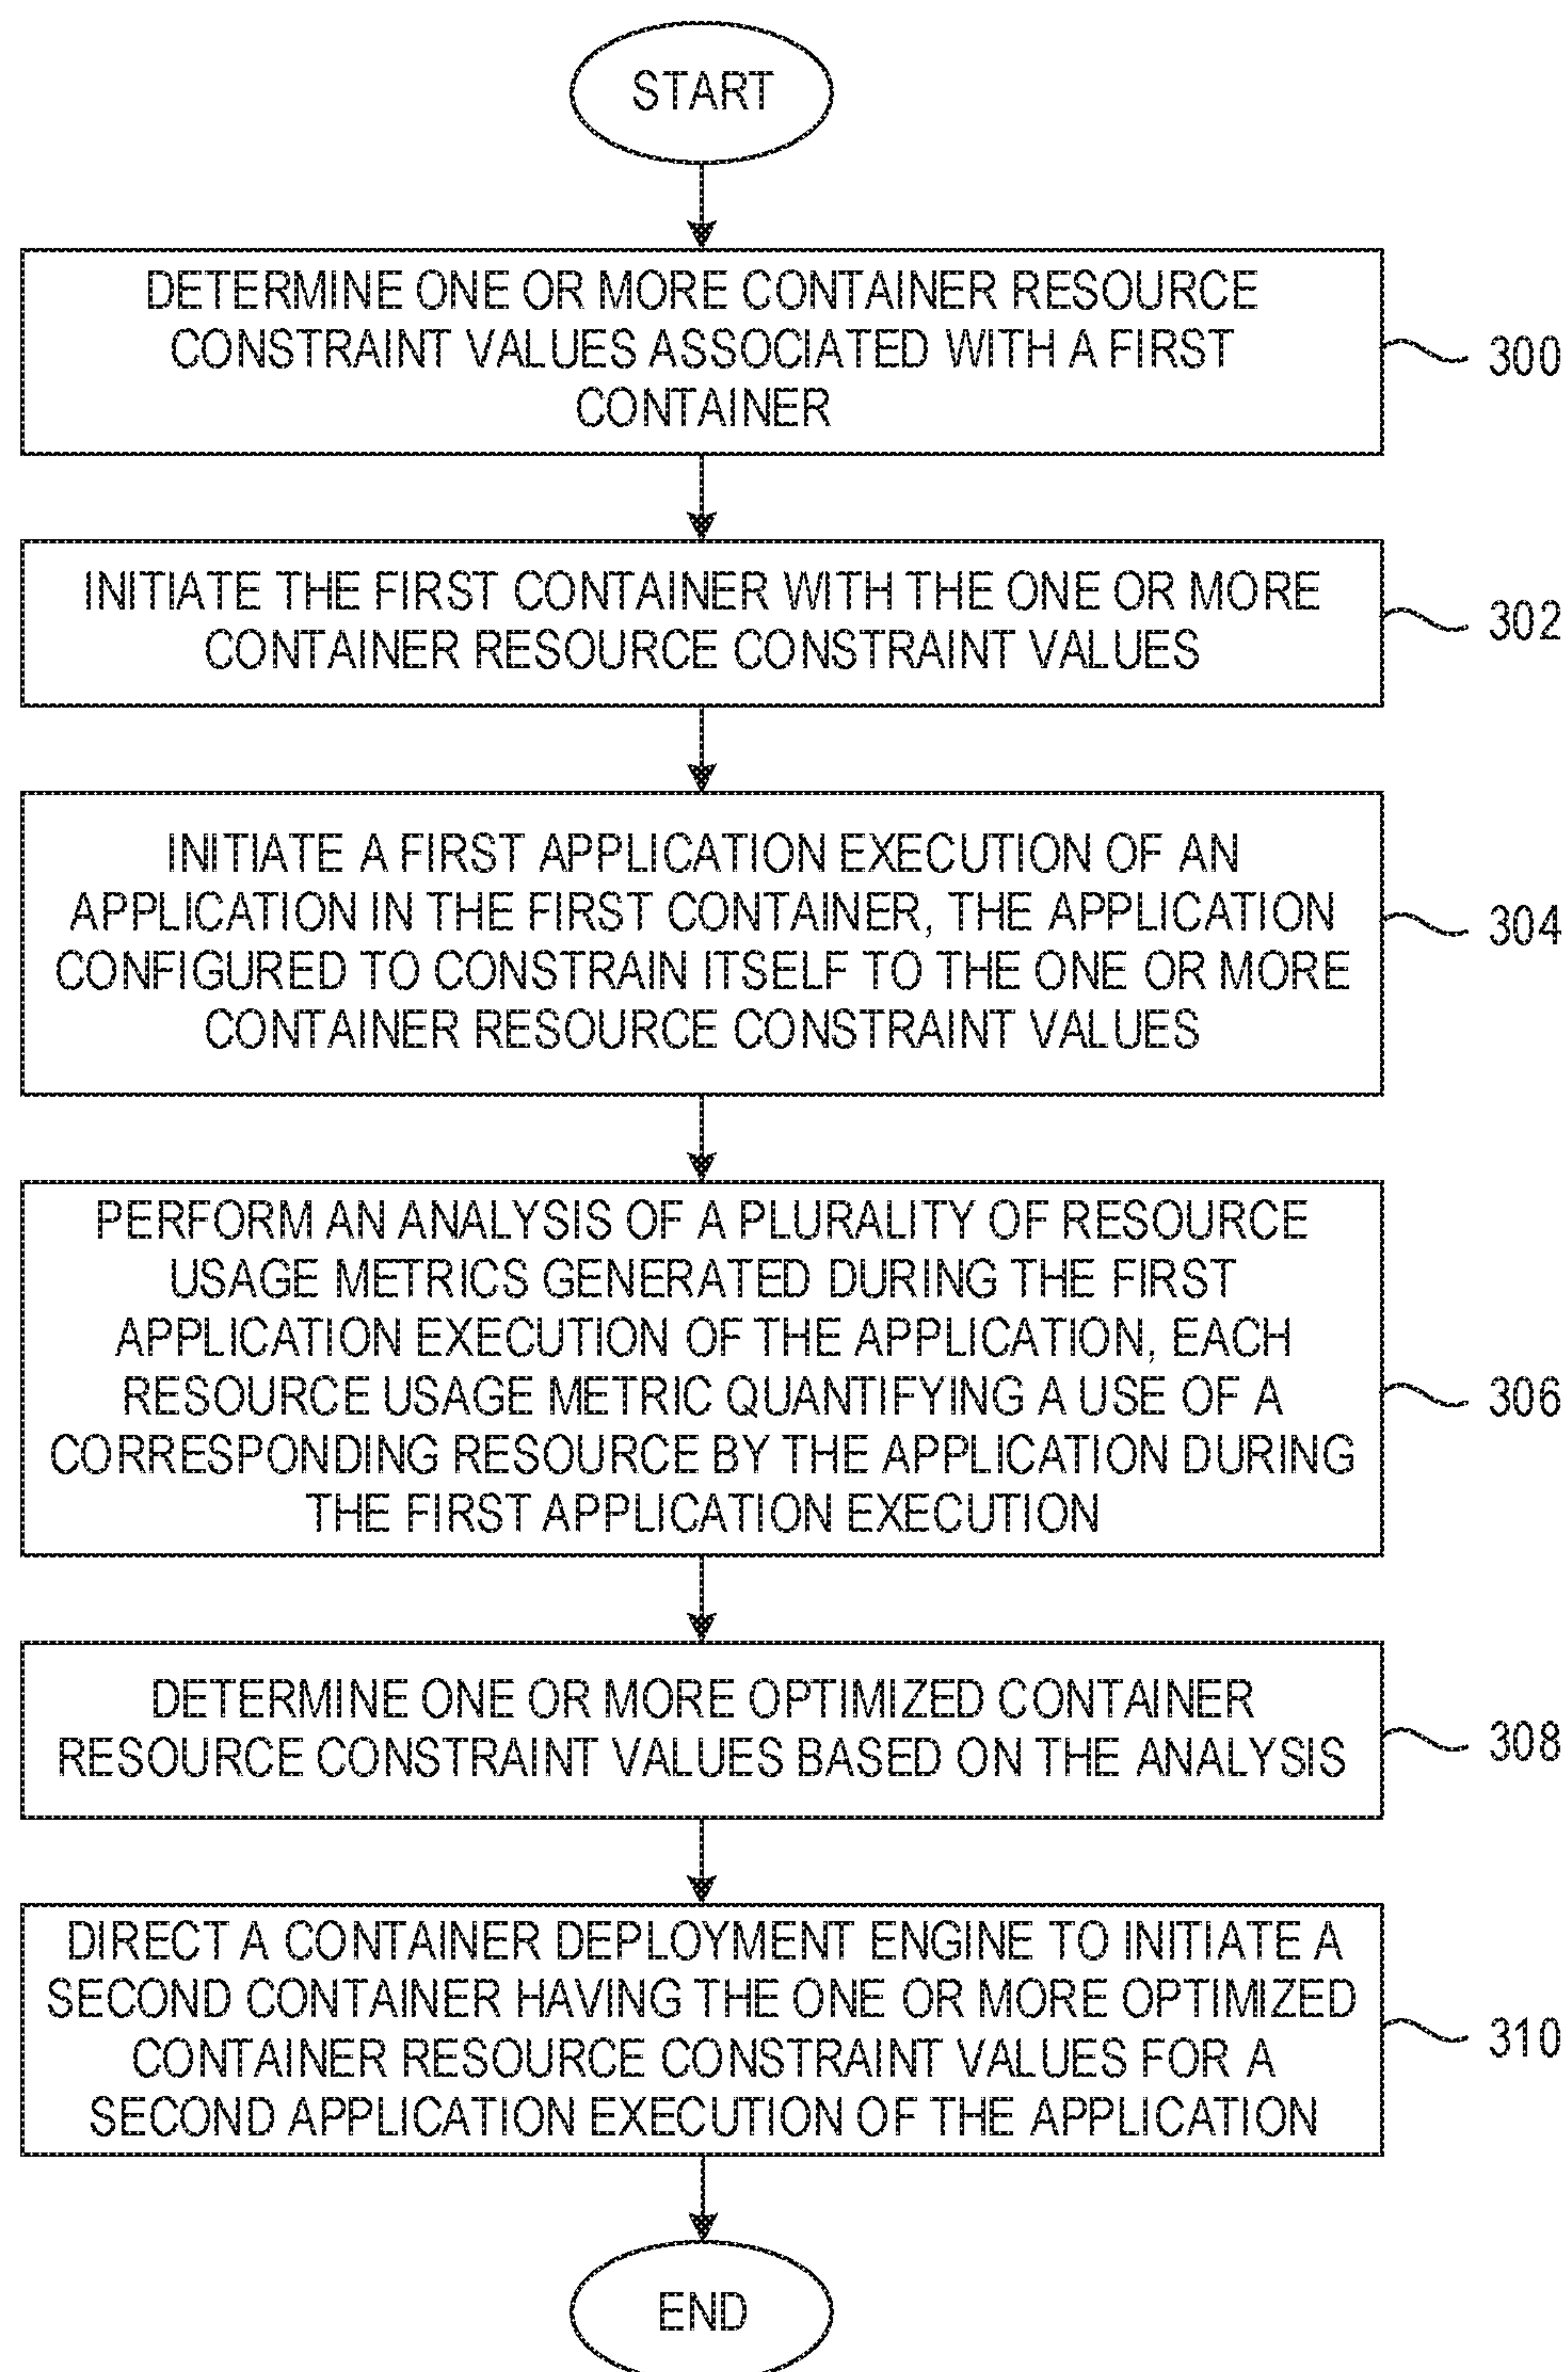 START
DETERMINE ONE OR MORE CONTAINER RESOURCE
CONSTRAINT VALUES ASSOCIATED WITH A FIRST
CONTAINER
300
INITIATE THE FIRST CONTAINER WITH THE ONE OR MORE
CONTAINER RESOURCE CONSTRAINT VALUES
302
INITIATE A FIRST APPLICATION EXECUTION OF AN
APPLICATION IN THE FIRST CONTAINER, THE APPLICATION
CONFIGURED TO CONSTRAIN ITSELF TO THE ONE OR MORE
CONTAINER RESOURCE CONSTRAINT VALUES
304
PERFORM AN ANALYSIS OF A PLURALITY OF RESOURCE
USAGE METRICS GENERATED DURING THE FIRST
APPLICATION EXECUTION OF THE APPLICATION, EACH
RESOURCE USAGE METRIC QUANTIFYING A USE OF A
CORRESPONDING RESOURCE BY THE APPLICATION DURING
THE FIRST APPLICATION EXECUTION
306
DETERMINE ONE OR MORE OPTIMIZED CONTAINER
RESOURCE CONSTRAINT VALUES BASED ON THE ANALYSIS
308
DIRECT A CONTAINER DEPLOYMENT ENGINE TO INITIATE A
SECOND CONTAINER HAVING THE ONE OR MORE OPTIMIZED
CONTAINER RESOURCE CONSTRAINT VALUES FOR A
SECOND APPLICATION EXECUTION OF THE APPLICATION
310
END